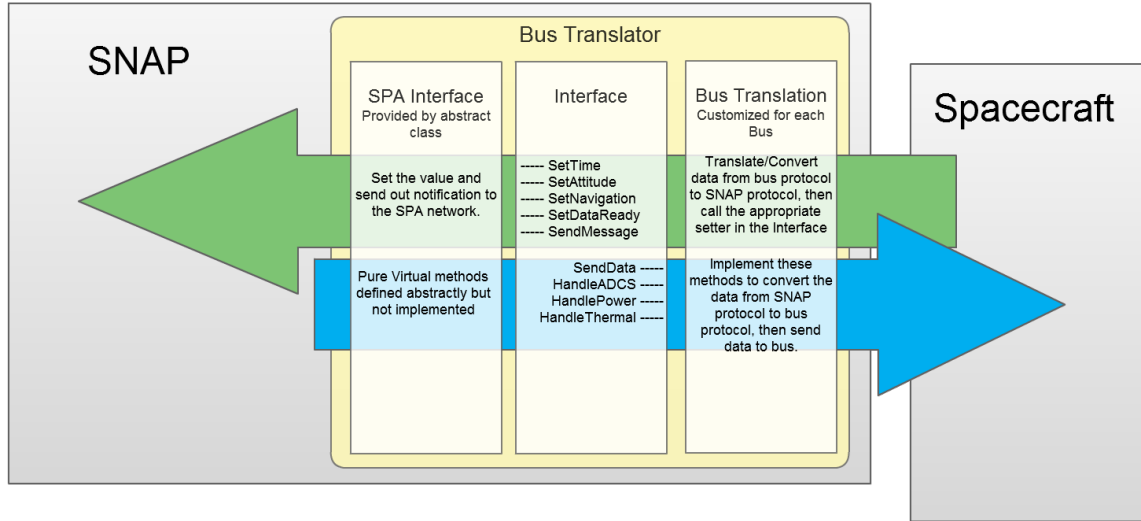 Bus Translator
SNAP
SPA Interface
Provided by abstract
class
Interface
Bus Translation
Customized for each
Bus
Spacecraft
Set the value and
send out notification to
the SPA network.
----- SetTime
----- SetAttitude
----- SetNavigation
----- SetDataReady
----- SendMessage
Translate/Convert
data from bus protocol
to SNAP protocol, then
call the appropriate
setter in the Interface
Pure Virtual methods
defined abstractly but
not implemented
SendData -----
HandleADCS -----
HandlePower -----
HandleThermal -----
Implement these
methods to convert the
data from SNAP
protocol to bus
protocol, then send
data to bus.